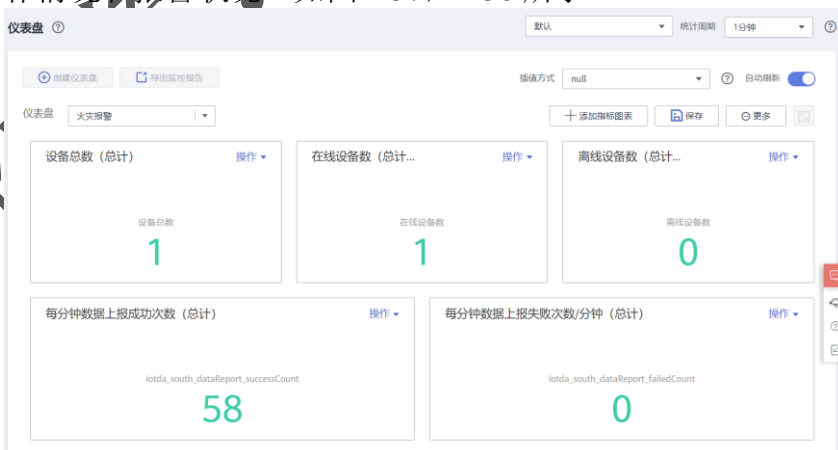 仪表盘
默认
统计周期
1分钟
创建仪表盘
导出监控报告
插值方式
null
自动刷新
仪表盘
火灾报警
添加指标图表
保存
更多
设备总数（总计）
操作
在线设备数（总计...
操作
离线设备数（总计...
操作
设备总数
1
在线设备数
1
离线设备数
0
每分钟数据上报成功次数（总计）
操作
每分钟数据上报失败次数/分钟（总计）
操作
iotda_south_dataReport_successCount
58
iotda_south_dataReport_failedCount
0